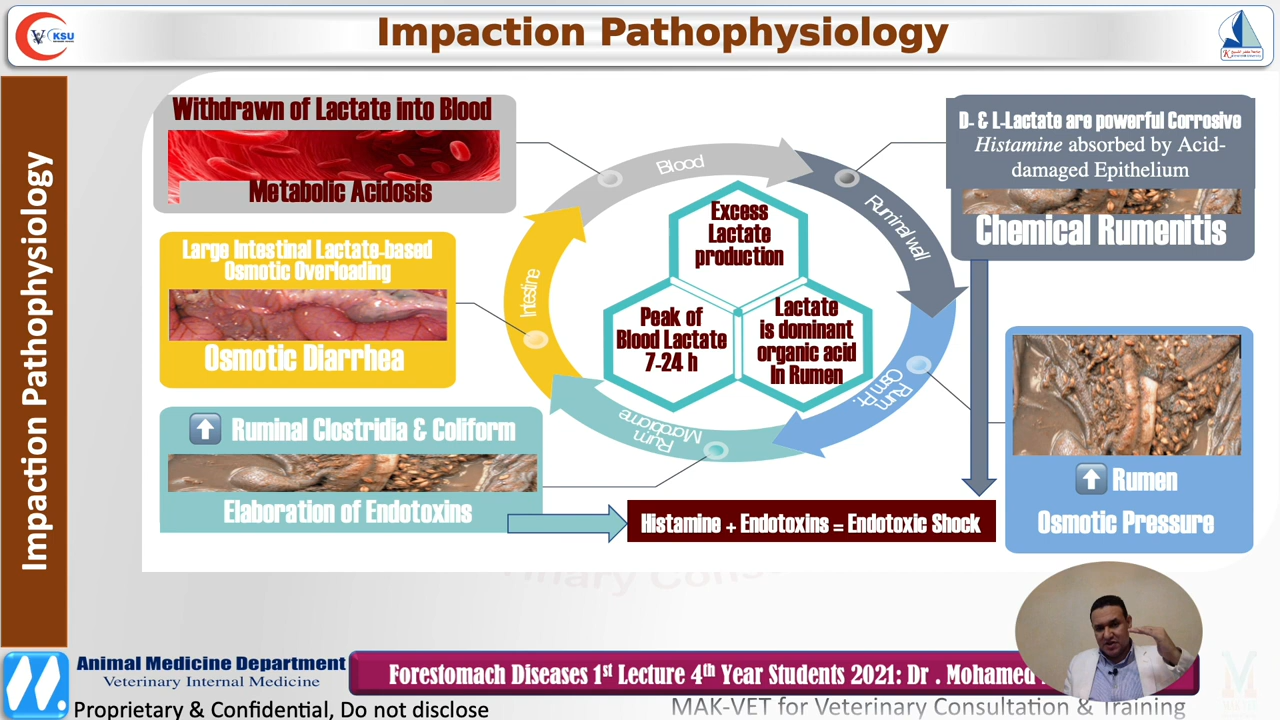 Impaction Pathophysiology
KSU
Impaction Pathophysiology
Withdrawn of Lactate into Blood
Metabolic Acidosis
Blood
D- & L-Lactate are powerful Corrosive
Histamine absorbed by Acid-
damaged Epithelium
Chemical Rumenitis
Ruminal wall
Excess
Lactate
production
Peak of
Blood Lactate
7-24 h
Lactate
is dominant
organic acid
In Rumen
Large Intestinal Lactate-based
Osmotic Overloading
Osmotic Diarrhea
Intestine
Ruminal Clostridia & Coliform
Elaboration of Endotoxins
Rum.
Histamine + Endotoxins = Endotoxic Shock
Rum
Rumen
Osmotic Pressure
Animal Medicine Department
Veterinary Internal Medicine
Forestomach Diseases 1st Lecture 4th Year Students 2021: Dr . Mohamed
Proprietary & Confidential, Do not disclose
MAK-VET for Veterinary Consultation & Training